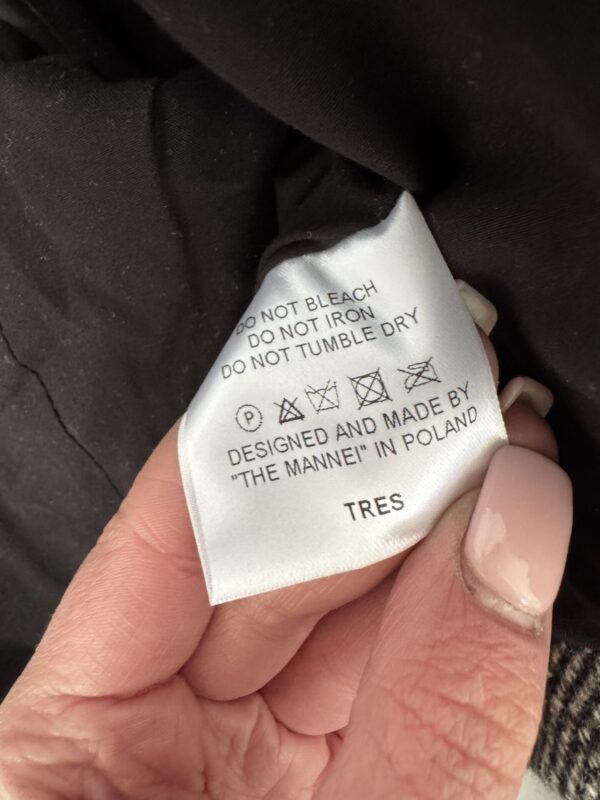 DO NOT BLEACH
DO NOT IRON
DO NOT TUMBLE DRY
P
DESIGNED AND MADE BY
"THE MANNEI" IN POLAND
TRES